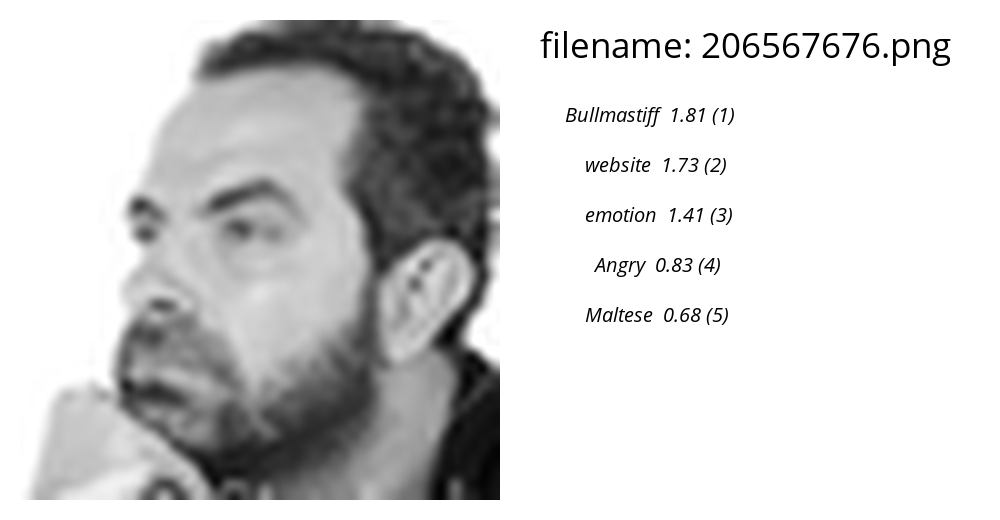 filename: 206567676.png
Bullmastiff 1.81 (1)
website 1.73 (2)
emotion 1.41 (3)
Angry 0.83 (4)
Maltese 0.68 (5)